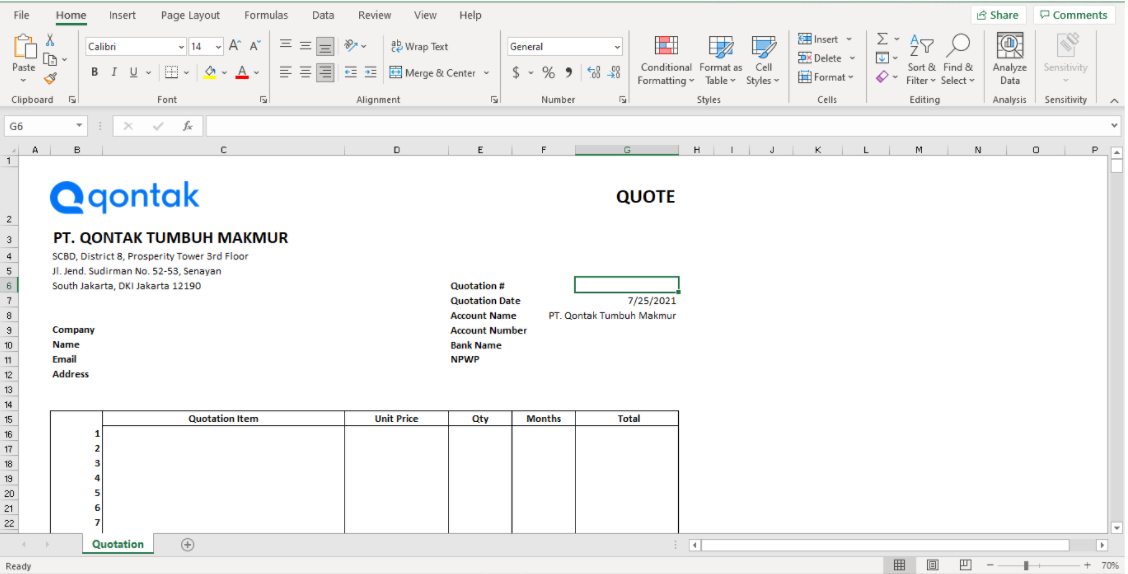 File Home Insert Page Layout Formulas Data Review View Help Share Comments
Paste Calibri 14 A A ab Wrap Text General Conditional Formatting Format as Table Cell Styles Insert Delete Format Sort & Filter Find & Select Analyze Data Sensitivity
B I U A Merge & Center $ % 9
Clipboard Font Alignment Number Styles Cells Editing Analysis Sensitivity
G6 fx
A B C D E F G H I J K L M N O P
1
qontak QUOTE
2
3 PT. QONTAK TUMBUH MAKMUR
4 SCBD, District 8, Prosperity Tower 3rd Floor
5 Jl. Jend. Sudirman No. 52-53, Senayan
6 South Jakarta, DKI Jakarta 12190 Quotation #
7 Quotation Date 7/25/2021
8 Account Name PT. Qontak Tumbuh Makmur
9 Company Account Number
10 Name Bank Name
11 Email NPWP
12 Address
13
14
15 Quotation Item Unit Price Qty Months Total
16 1
17 2
18 3
19 4
20 5
21 6
22 7
Quotation
Ready 70%